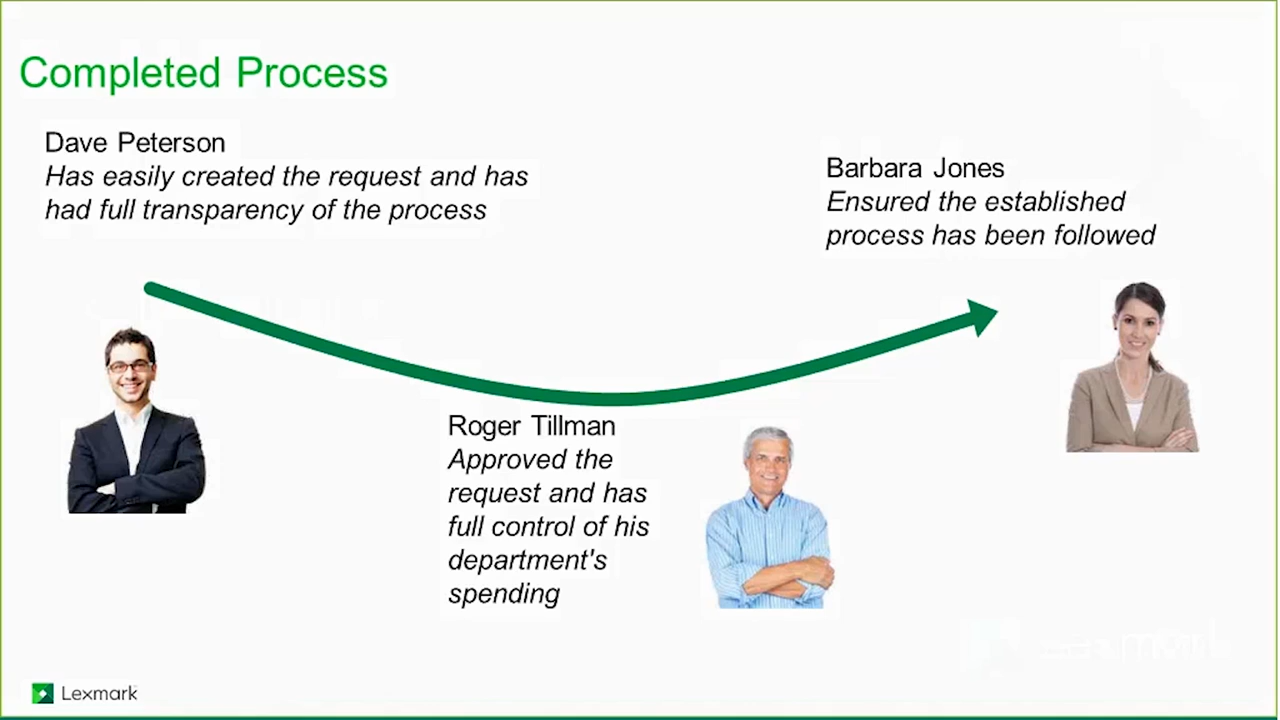 Completed Process
Dave Peterson
Has easily created the request and has
had full transparency of the process
Barbara Jones
Ensured the established
process has been followed
Roger Tillman
Approved the
request and has
full control of his
department's
spending
Lexmark